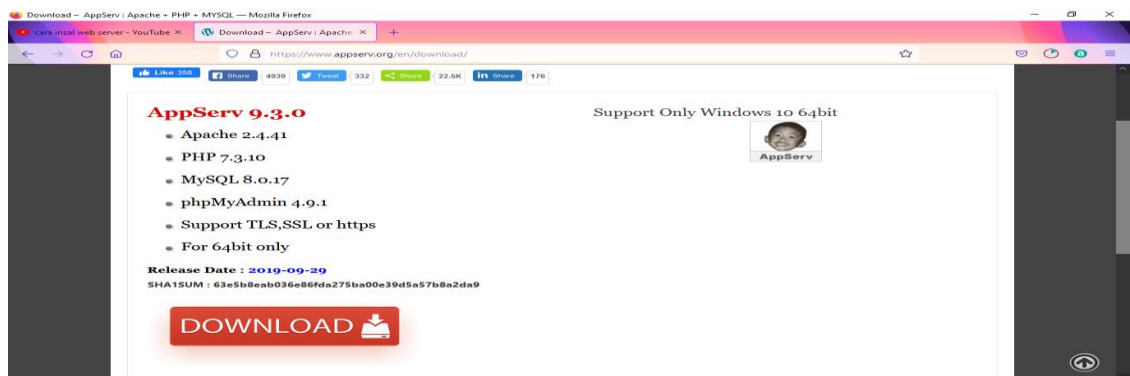 Download – AppServ : Apache + PHP + MYSQL — Mozilla Firefox
cara insal web server - YouTube
Download – AppServ : Apache
https://www.appserv.org/en/download/
Like 358 Share 4939 Tweet 332 Share 22.5K in Share 176
AppServ 9.3.0
Support Only Windows 10 64bit
Apache 2.4.41
AppServ
PHP 7.3.10
MySQL 8.0.17
phpMyAdmin 4.9.1
Support TLS,SSL or https
For 64bit only
Release Date : 2019-09-29
SHA1SUM : 63e5b8eab036e86fda275ba00e39d5a57b8a2da9
DOWNLOAD